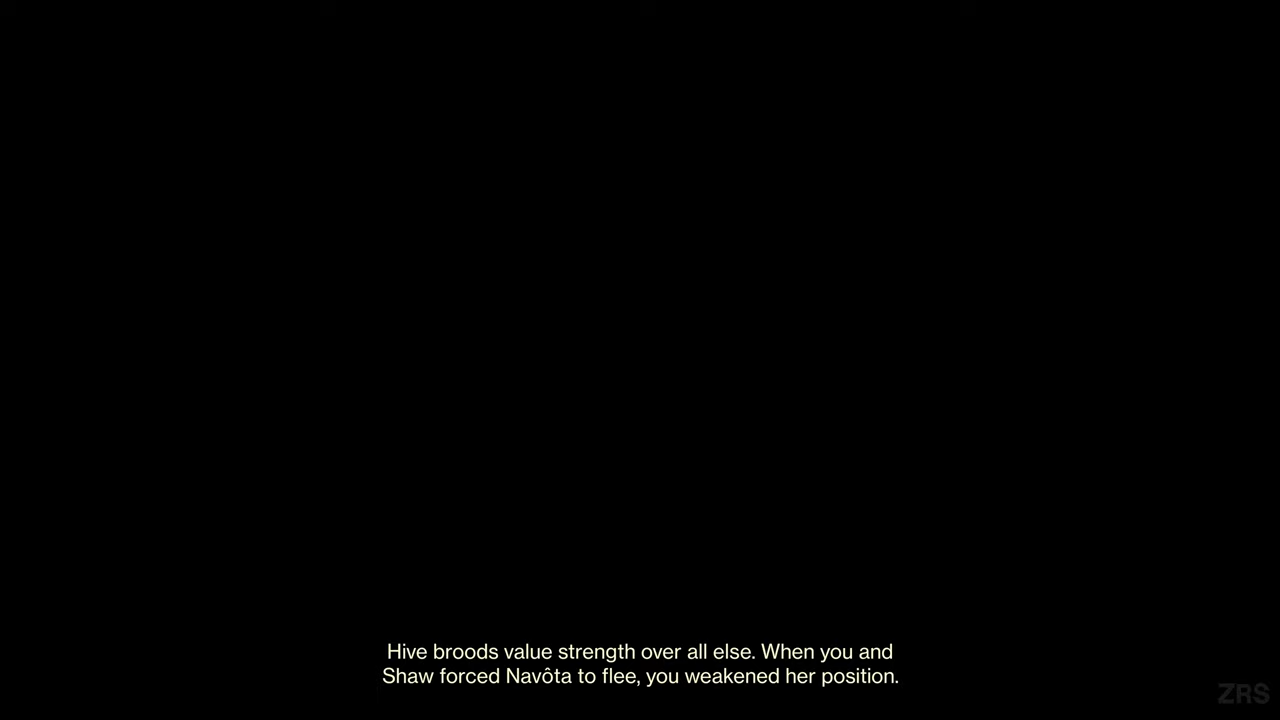 Hive broods value strength over all else. When you and
Shaw forced Navôta to flee, you weakened her position.
ZRS